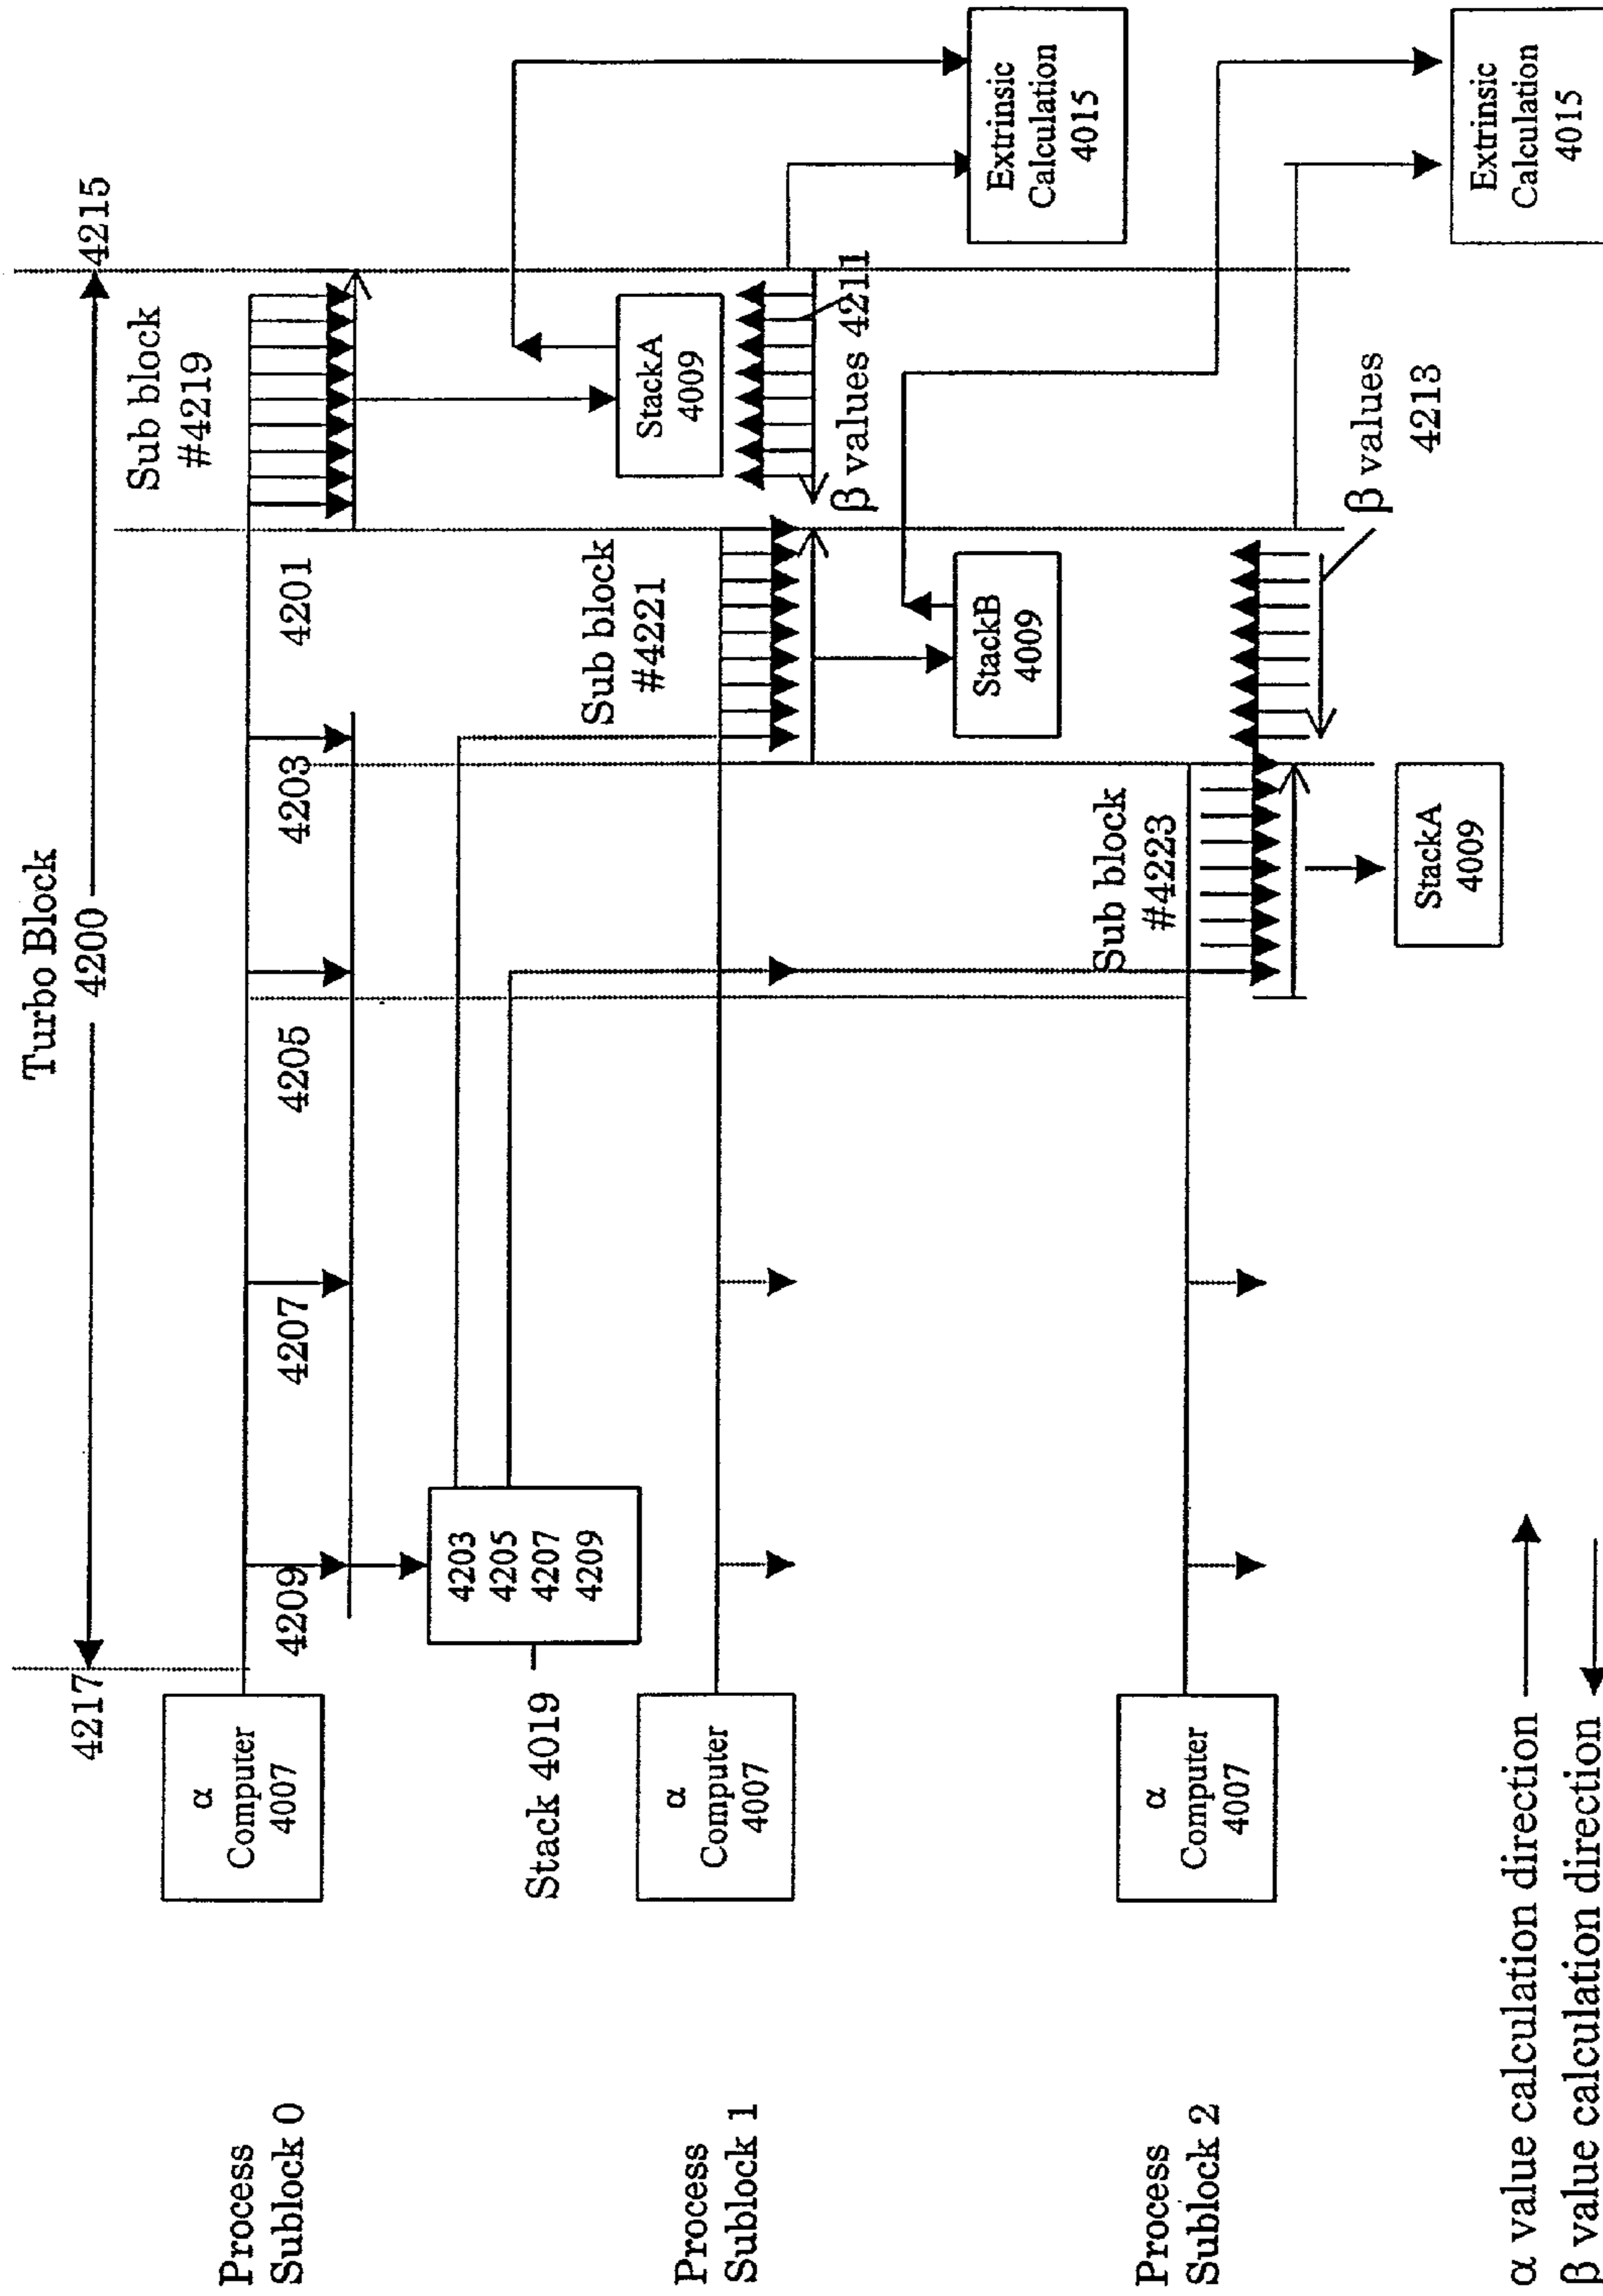 Turbo Block
4217
4200
4215
Process
Sublock 0
α
Computer
4007
4209
4207
4205
4203
4201
Sub block
#4219
Stack 4019
4203
4205
4207
4209
StackA
4009
β values 4211
Extrinsic
Calculation
4015
Process
Sublock 1
α
Computer
4007
Sub block
#4221
StackB
4009
Process
Sublock 2
α
Computer
4007
Sub block
#4223
StackA
4009
β values
4213
Extrinsic
Calculation
4015
α value calculation direction
β value calculation direction